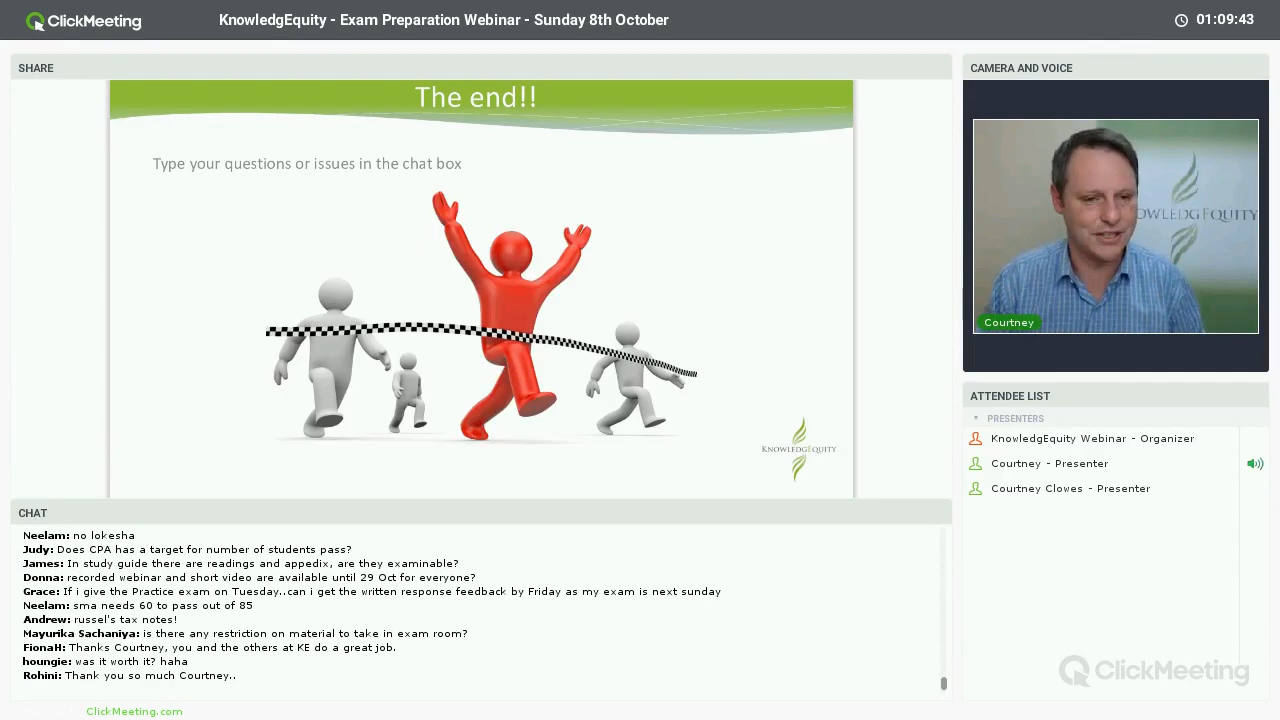 ClickMeeting
KnowledgEquity - Exam Preparation Webinar - Sunday 8th October
01:09:43
SHARE
The end!!
Type your questions or issues in the chat box
KNOWLEDGEQUITY
CAMERA AND VOICE
NOWLEDGEQUITY
Courtney
ATTENDEE LIST
PRESENTERS
KnowledgEquity Webinar - Organizer
Courtney - Presenter
Courtney Clowes - Presenter
CHAT
Neelam: no lokesha
Judy: Does CPA has a target for number of students pass?
James: In study guide there are readings and appedix, are they examinable?
Donna: recorded webinar and short video are available until 29 Oct for everyone?
Grace: If i give the Practice exam on Tuesday..can i get the written response feedback by Friday as my exam is next sunday
Neelam: sma needs 60 to pass out of 85
Andrew: russel's tax notes!
Mayurika Sachaniya: is there any restriction on material to take in exam room?
FionaH: Thanks Courtney, you and the others at KE do a great job.
houngie: was it worth it? haha
Rohini: Thank you so much Courtney..
ClickMeeting
ClickMeeting.com